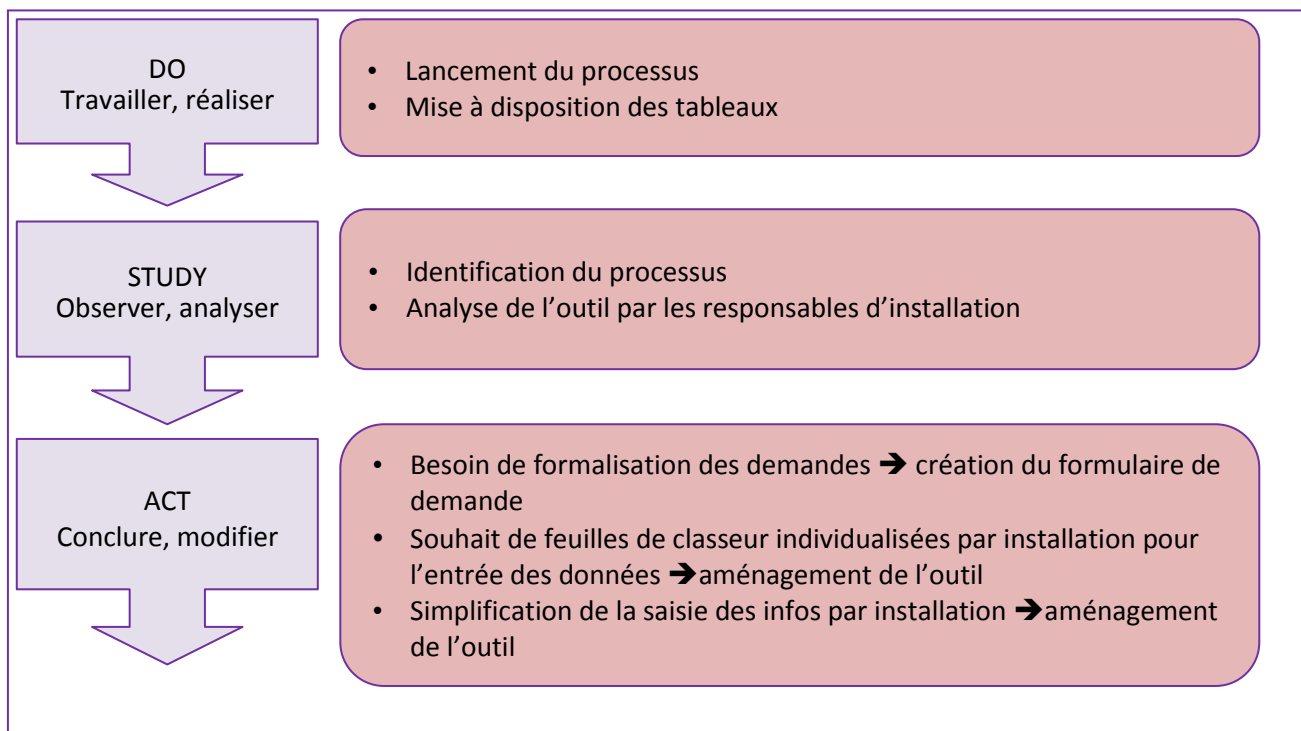 DO
Travailler, réaliser
• Lancement du processus
• Mise à disposition des tableaux
STUDY
Observer, analyser
• Identification du processus
• Analyse de l’outil par les responsables d’installation
ACT
Conclure, modifier
• Besoin de formalisation des demandes ➔ création du formulaire de
demande
• Souhait de feuilles de classeur individualisées par installation pour
l’entrée des données ➔aménagement de l’outil
• Simplification de la saisie des infos par installation ➔aménagement
de l’outil